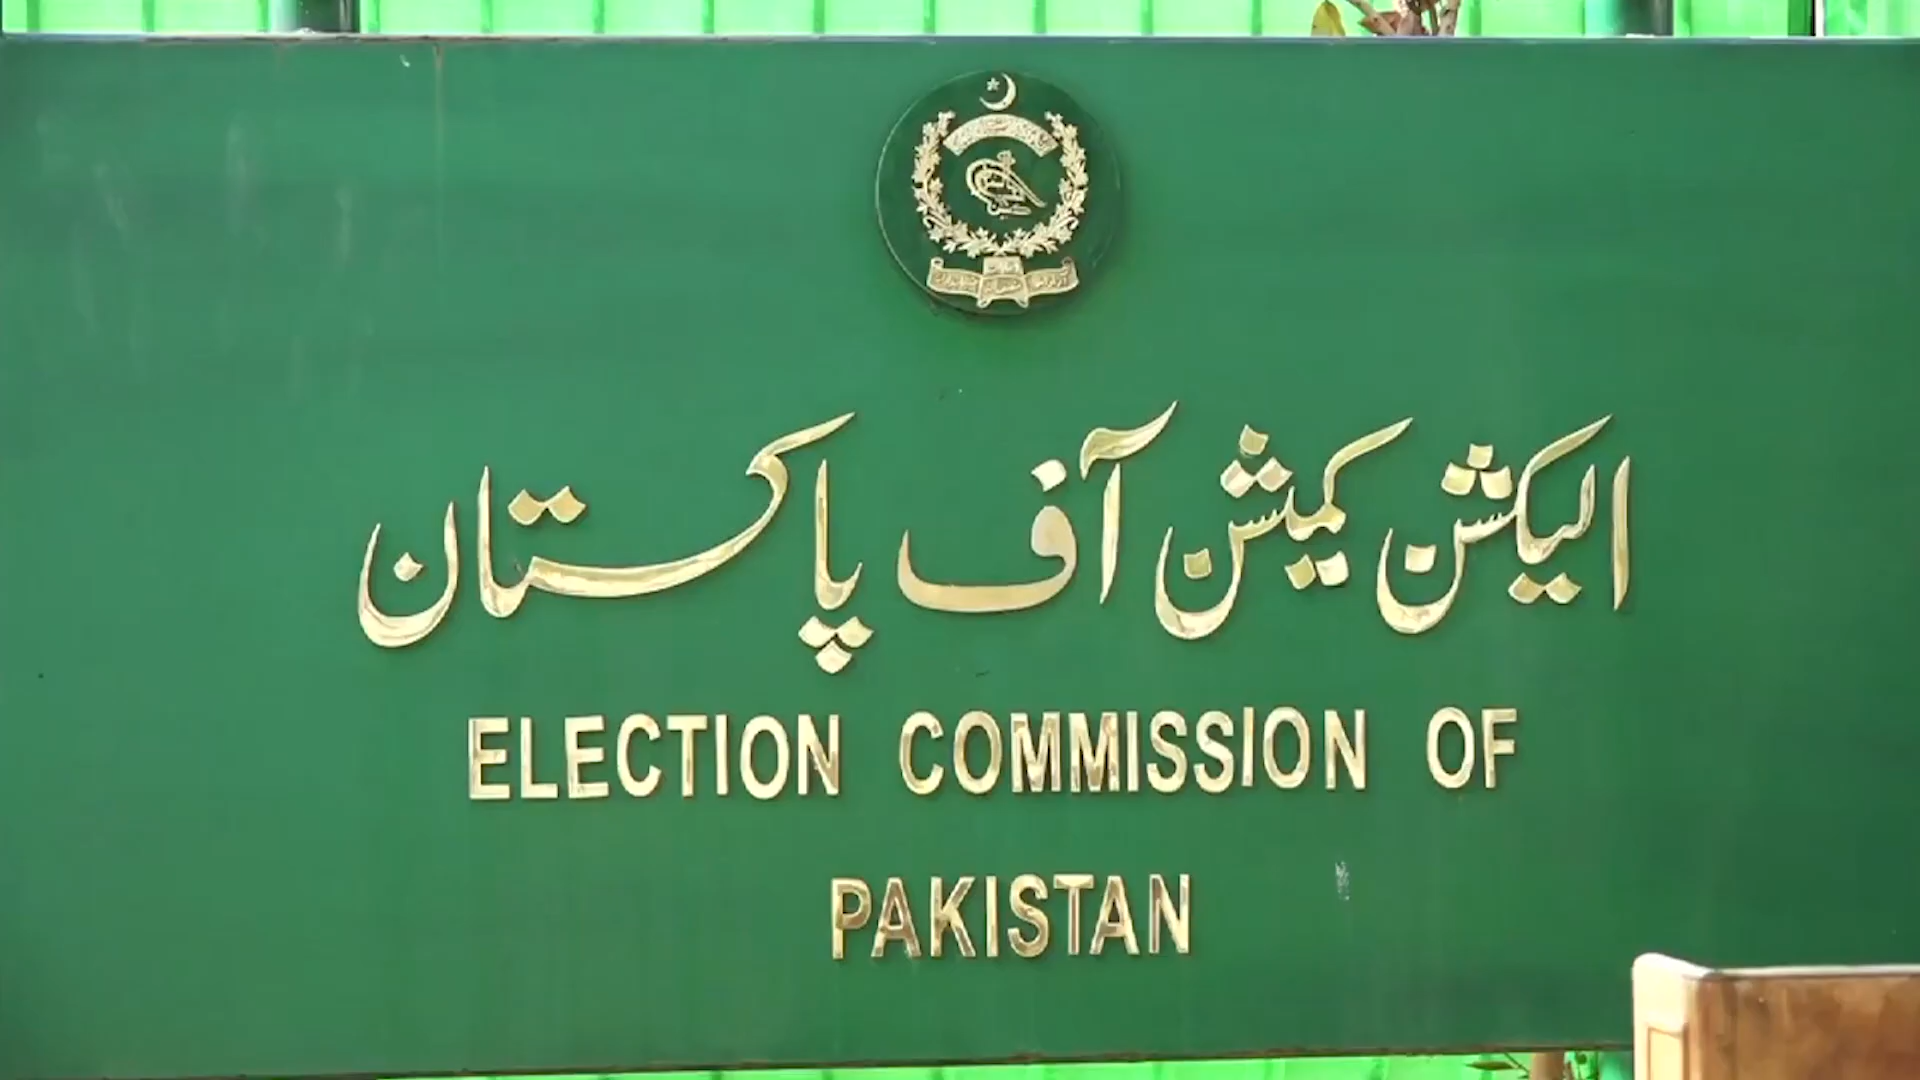 الیکشن کمیشن آف پاکستان
ELECTION COMMISSION OF
PAKISTAN